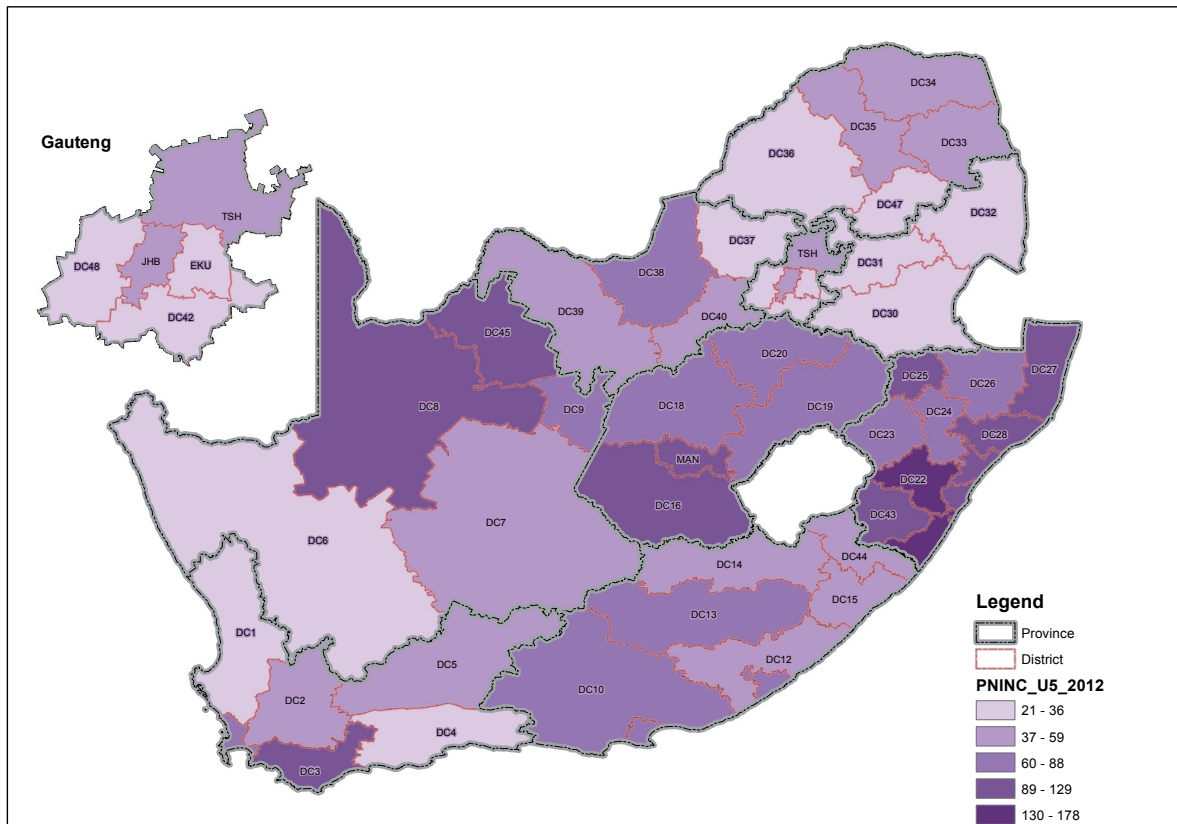 Gauteng
TSH
DC48
JHB
EKU
DC42
DC34
DC35
DC33
DC36
DC47
DC32
DC37
TSH
DC31
DC38
DC30
DC39
DC40
DC45
DC20
DC25
DC26
DC27
DC8
DC9
DC18
DC19
DC24
DC23
DC28
MAN
DC22
DC16
DC43
DC7
DC6
DC14
DC44
DC15
DC13
DC1
DC12
DC5
DC10
DC2
DC4
DC3
Legend
Province
District
PNINC_U5_2012
21 - 36
37 - 59
60 - 88
89 - 129
130 - 178